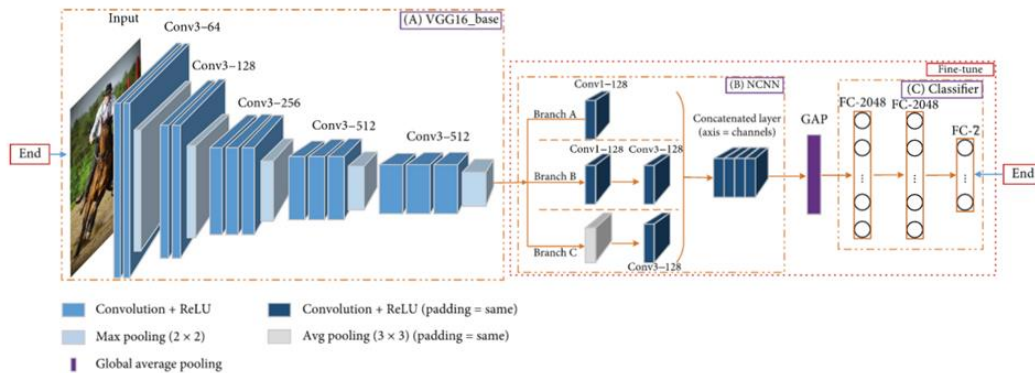 Input
(A) VGG16_base
Conv3-64
Conv3-128
Conv3-256
Conv3-512
Conv3-512
End
Fine-tune
(B) NCNN
Conv1-128
Branch A
Conv1-128
Conv3-128
Branch B
Branch C
Conv3-128
Concatenated layer
(axis = channels)
GAP
(C) Classifier
FC-2048
FC-2048
FC-2
End
Convolution + ReLU
Convolution + ReLU (padding = same)
Max pooling (2 × 2)
Avg pooling (3 × 3) (padding = same)
Global average pooling